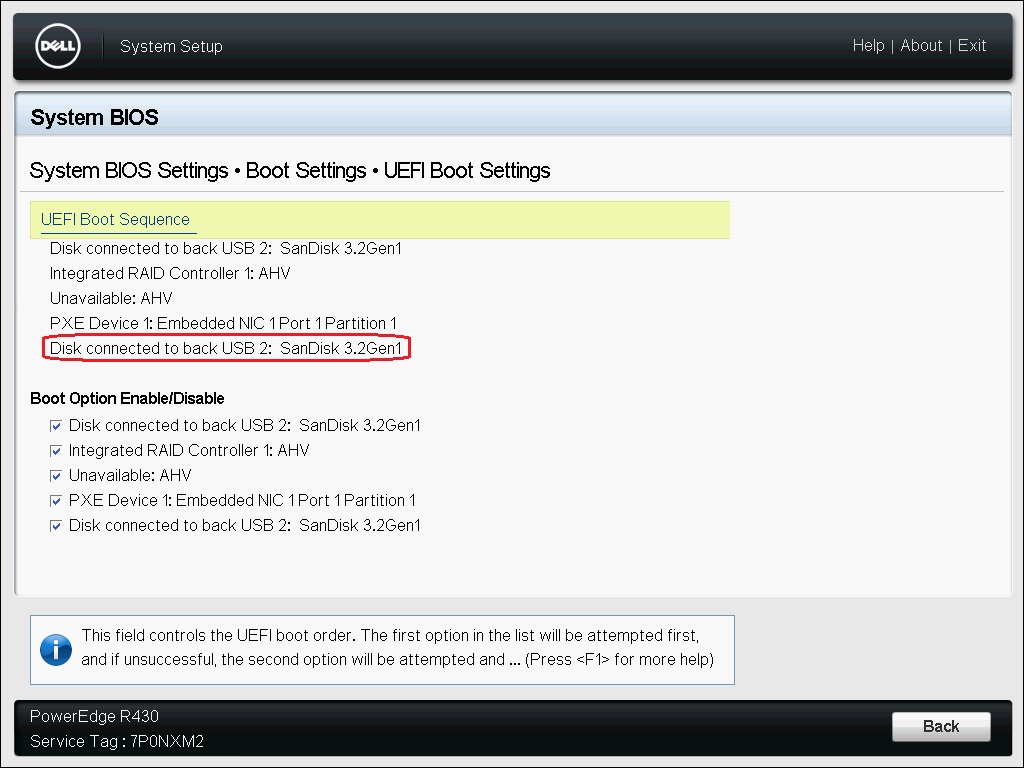 DELL System Setup Help | About | Exit
System BIOS
System BIOS Settings • Boot Settings • UEFI Boot Settings
UEFI Boot Sequence
Disk connected to back USB 2: SanDisk 3.2Gen1
Integrated RAID Controller 1: AHV
Unavailable: AHV
PXE Device 1: Embedded NIC 1 Port 1 Partition 1
Disk connected to back USB 2: SanDisk 3.2Gen1
Boot Option Enable/Disable
Disk connected to back USB 2: SanDisk 3.2Gen1
Integrated RAID Controller 1: AHV
Unavailable: AHV
PXE Device 1: Embedded NIC 1 Port 1 Partition 1
Disk connected to back USB 2: SanDisk 3.2Gen1
This field controls the UEFI boot order. The first option in the list will be attempted first,
and if unsuccessful, the second option will be attempted and ... (Press <F1> for more help)
PowerEdge R430
Service Tag : 7P0NXM2
Back